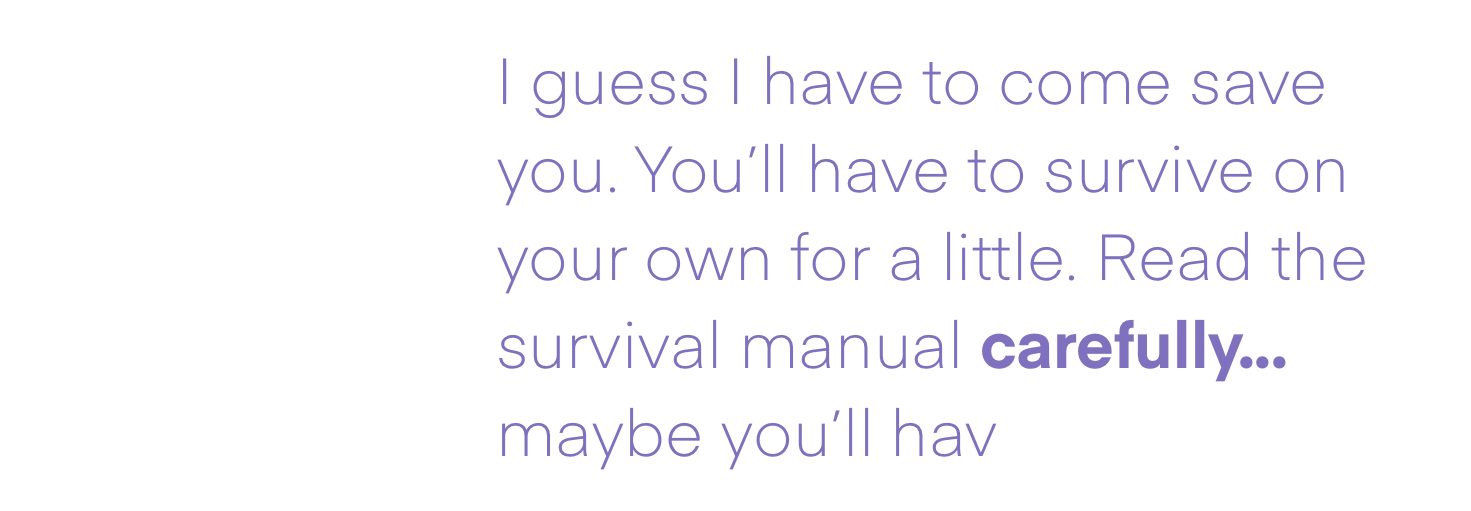 I guess I have to come save
you. You’ll have to survive on
your own for a little. Read the
survival manual carefully...
maybe you’ll hav